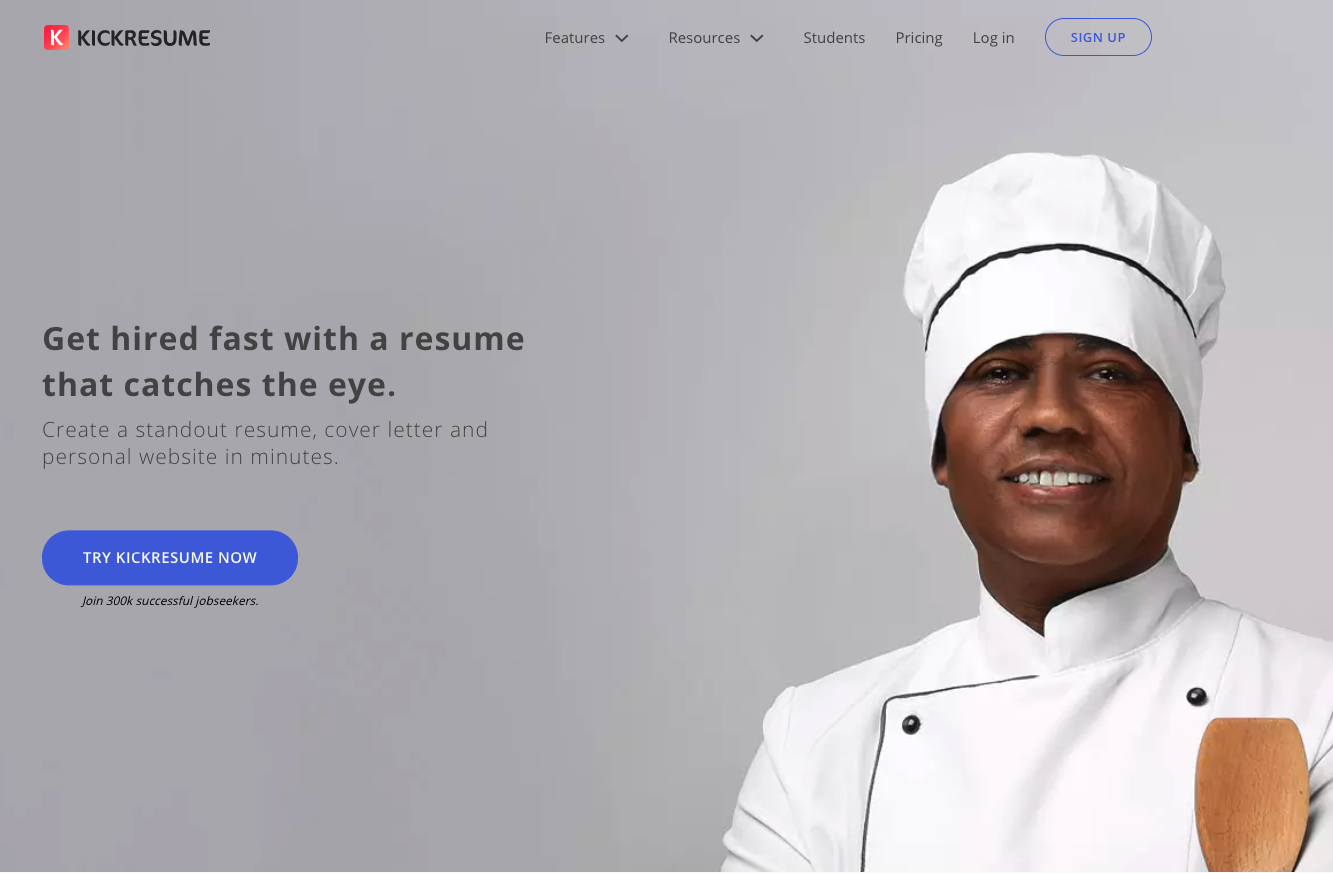 K KICKRESUME
Features
Resources
Students
Pricing
Log in
SIGN UP
Get hired fast with a resume
that catches the eye.
Create a standout resume, cover letter and
personal website in minutes.
TRY KICKRESUME NOW
Join 300k successful jobseekers.